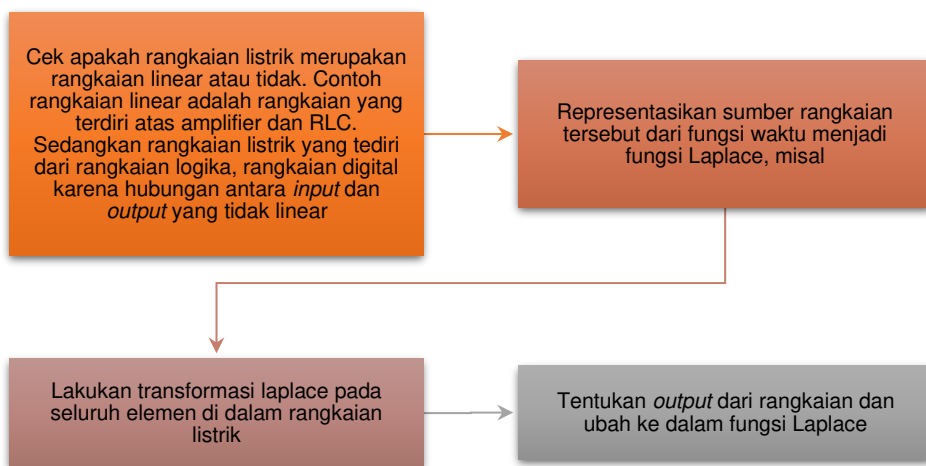 Cek apakah rangkaian listrik merupakan
rangkaian linear atau tidak. Contoh
rangkaian linear adalah rangkaian yang
terdiri atas amplifier dan RLC.
Sedangkan rangkaian listrik yang tediri
dari rangkaian logika, rangkaian digital
karena hubungan antara input dan
output yang tidak linear
Representasikan sumber rangkaian
tersebut dari fungsi waktu menjadi
fungsi Laplace, misal
Lakukan transformasi laplace pada
seluruh elemen di dalam rangkaian
listrik
Tentukan output dari rangkaian dan
ubah ke dalam fungsi Laplace